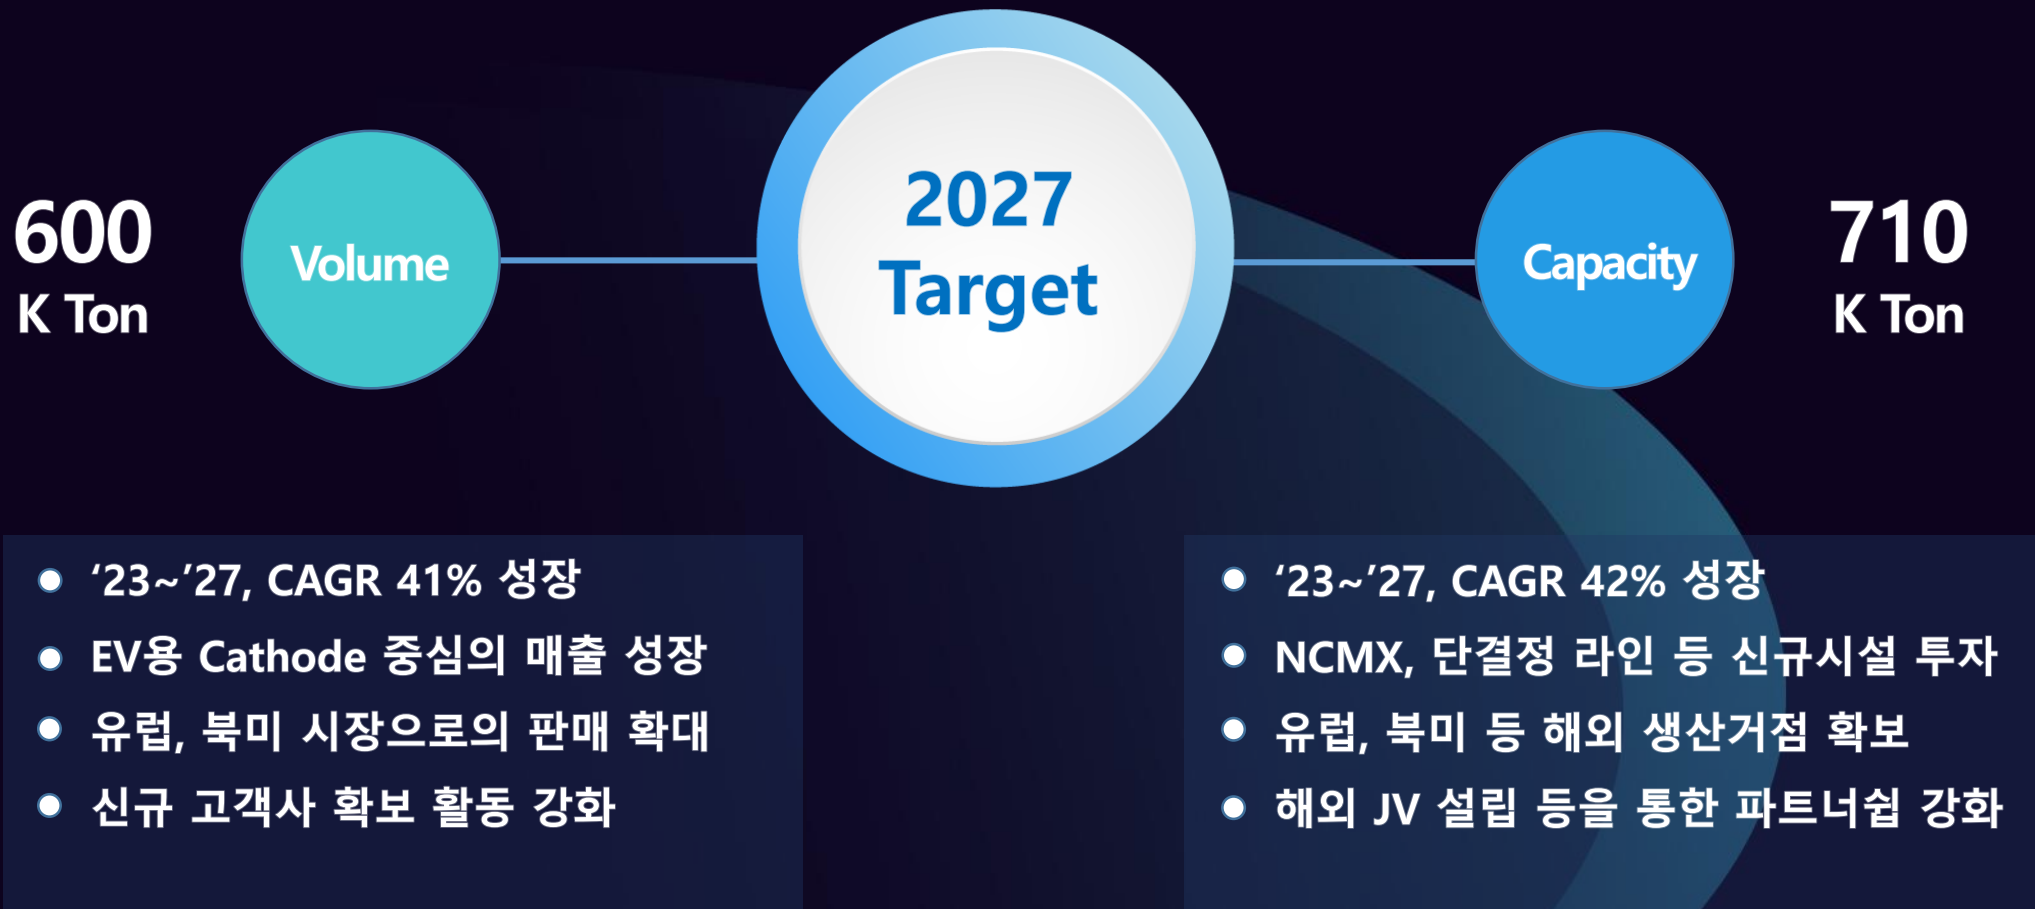 2027
Target
600
K Ton
Volume
Capacity
710
K Ton
‘23~’27, CAGR 41% 성장
EV용 Cathode 중심의 매출 성장
유럽, 북미 시장으로의 판매 확대
신규 고객사 확보 활동 강화
‘23~’27, CAGR 42% 성장
NCMX, 단결정 라인 등 신규시설 투자
유럽, 북미 등 해외 생산거점 확보
해외 JV 설립 등을 통한 파트너쉽 강화